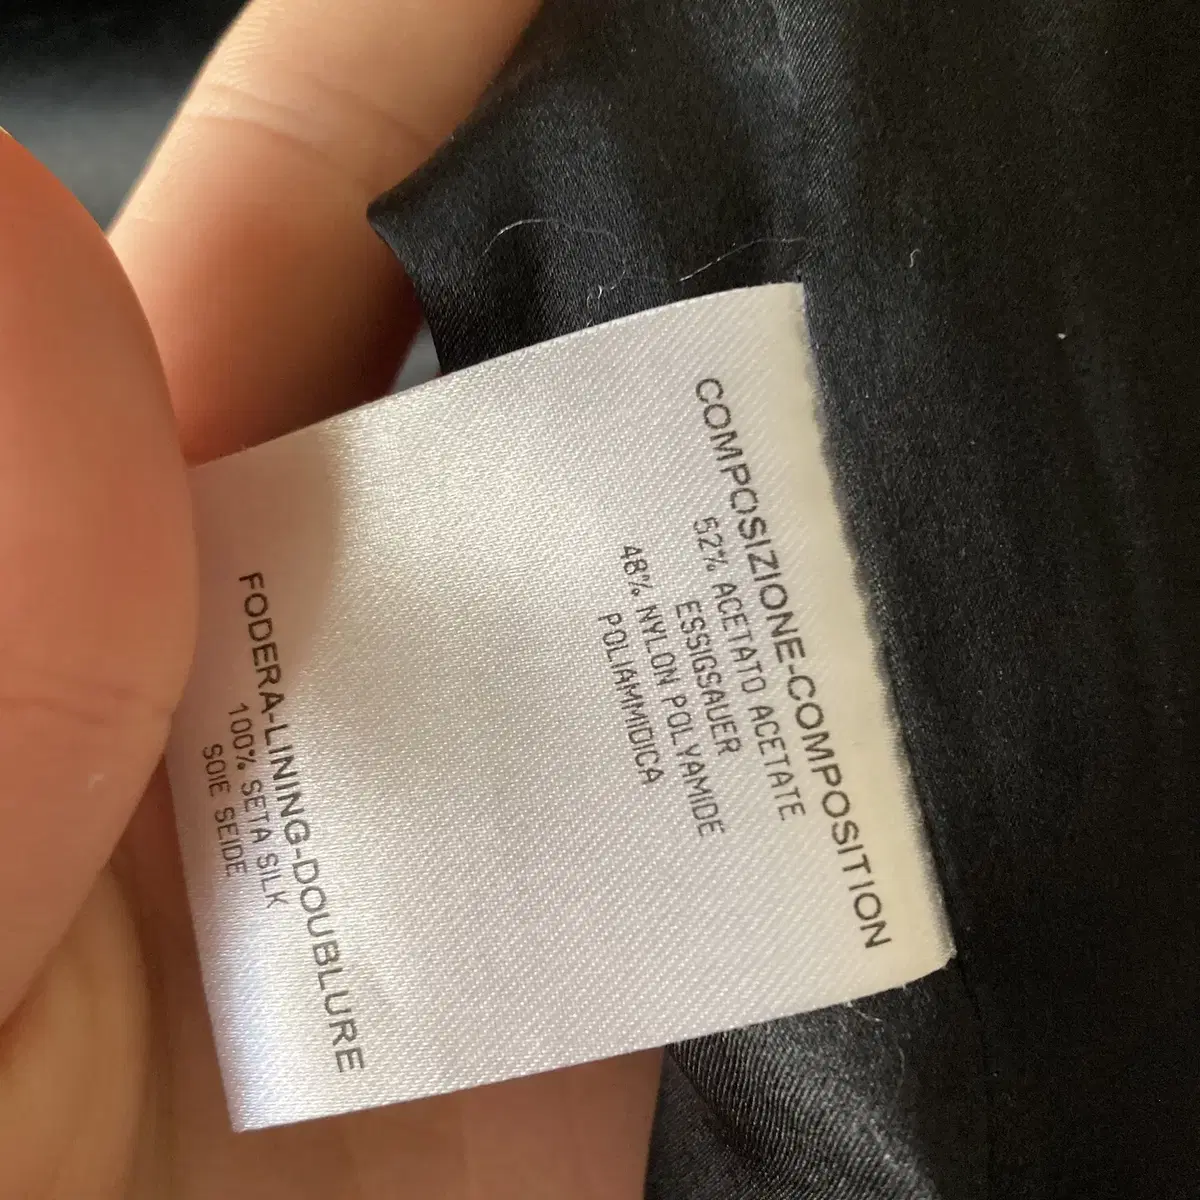 COMPOSIZIONE-COMPOSITION
52% ACETATO ACETATE
ESSIGSAUER
48% NYLON POLYAMIDE
POLIAMMIDICA
FODERA-LINING-DOUBLURE
100% SETA SILK
SOIE SEIDE